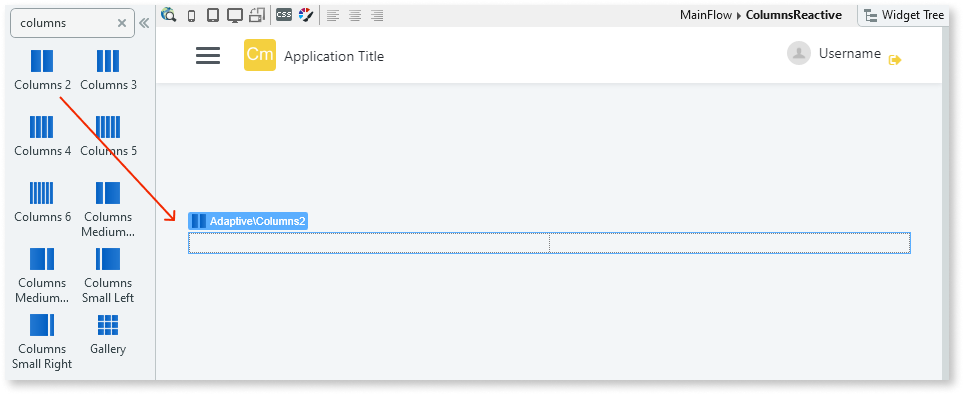 columns
CSS
MainFlow ColumnsReactive
Widget Tree
Columns 2
Columns 3
Columns 4
Columns 5
Columns 6
Columns
Medium...
Columns
Medium...
Columns
Small Left
Columns
Small Right
Gallery
Cm
Application Title
Username
Adaptive\Columns2